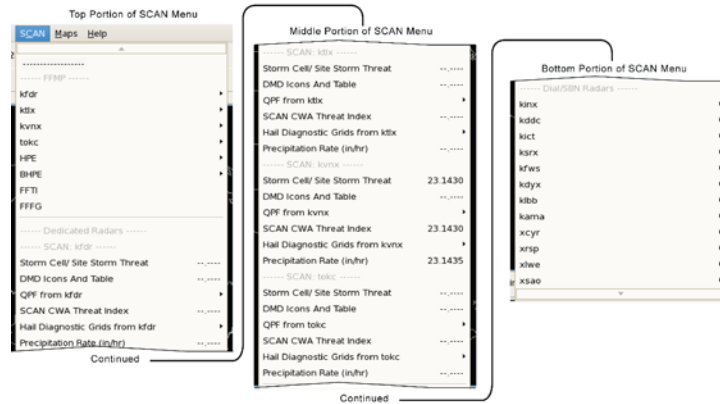 Top Portion of SCAN Menu
SCAN Maps Help
------------------
------ FFMP ------
kfdr
ktlx
kvnx
tokc
HPE
BHPE
FFTI
FFFG
------ Dedicated Radars ------
------ SCAN: kfdr ------
Storm Cell/ Site Storm Threat --.----
DMD Icons And Table --.----
QPF from kfdr
SCAN CWA Threat Index --.----
Hail Diagnostic Grids from kfdr
Precipitation Rate (in/hr) --.----
Continued
Middle Portion of SCAN Menu
------ SCAN: ktlx ------
Storm Cell/ Site Storm Threat --.----
DMD Icons And Table --.----
QPF from ktlx
SCAN CWA Threat Index --.----
Hail Diagnostic Grids from ktlx
Precipitation Rate (in/hr) --.----
------ SCAN: kvnx ------
Storm Cell/ Site Storm Threat 23.1430
DMD Icons And Table --.----
QPF from kvnx
SCAN CWA Threat Index 23.1430
Hail Diagnostic Grids from kvnx
Precipitation Rate (in/hr) 23.1435
------ SCAN: tokc ------
Storm Cell/ Site Storm Threat --.----
DMD Icons And Table --.----
QPF from tokc
SCAN CWA Threat Index --.----
Hail Diagnostic Grids from tokc
Precipitation Rate (in/hr) --.----
Continued
Bottom Portion of SCAN Menu
------ Dial/SBN Radars ------
kinx
kddc
kict
ksrx
kfws
kdyx
klbb
kama
xcyr
xrsp
xlwe
xsao